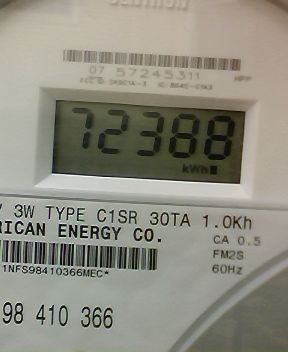 07 57245311
72388
kWh
V 3W TYPE C1SR 30TA 1.0Kh
RICAN ENERGY CO.
CA 0.5
FM2S
60Hz
1NFS98410366MEC*
98 410 366